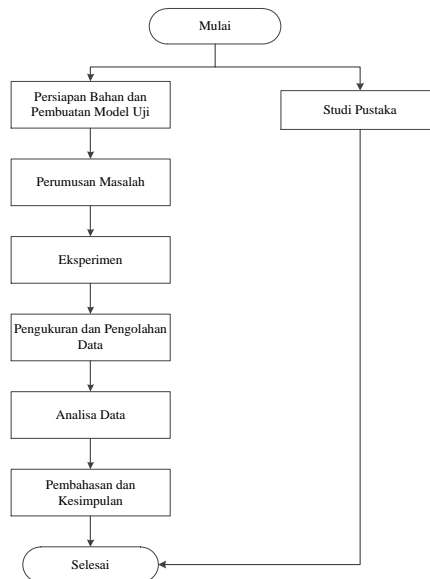 Mulai
Persiapan Bahan dan
Pembuatan Model Uji
Studi Pustaka
Perumusan Masalah
Eksperimen
Pengukuran dan Pengolahan
Data
Analisa Data
Pembahasan dan
Kesimpulan
Selesai